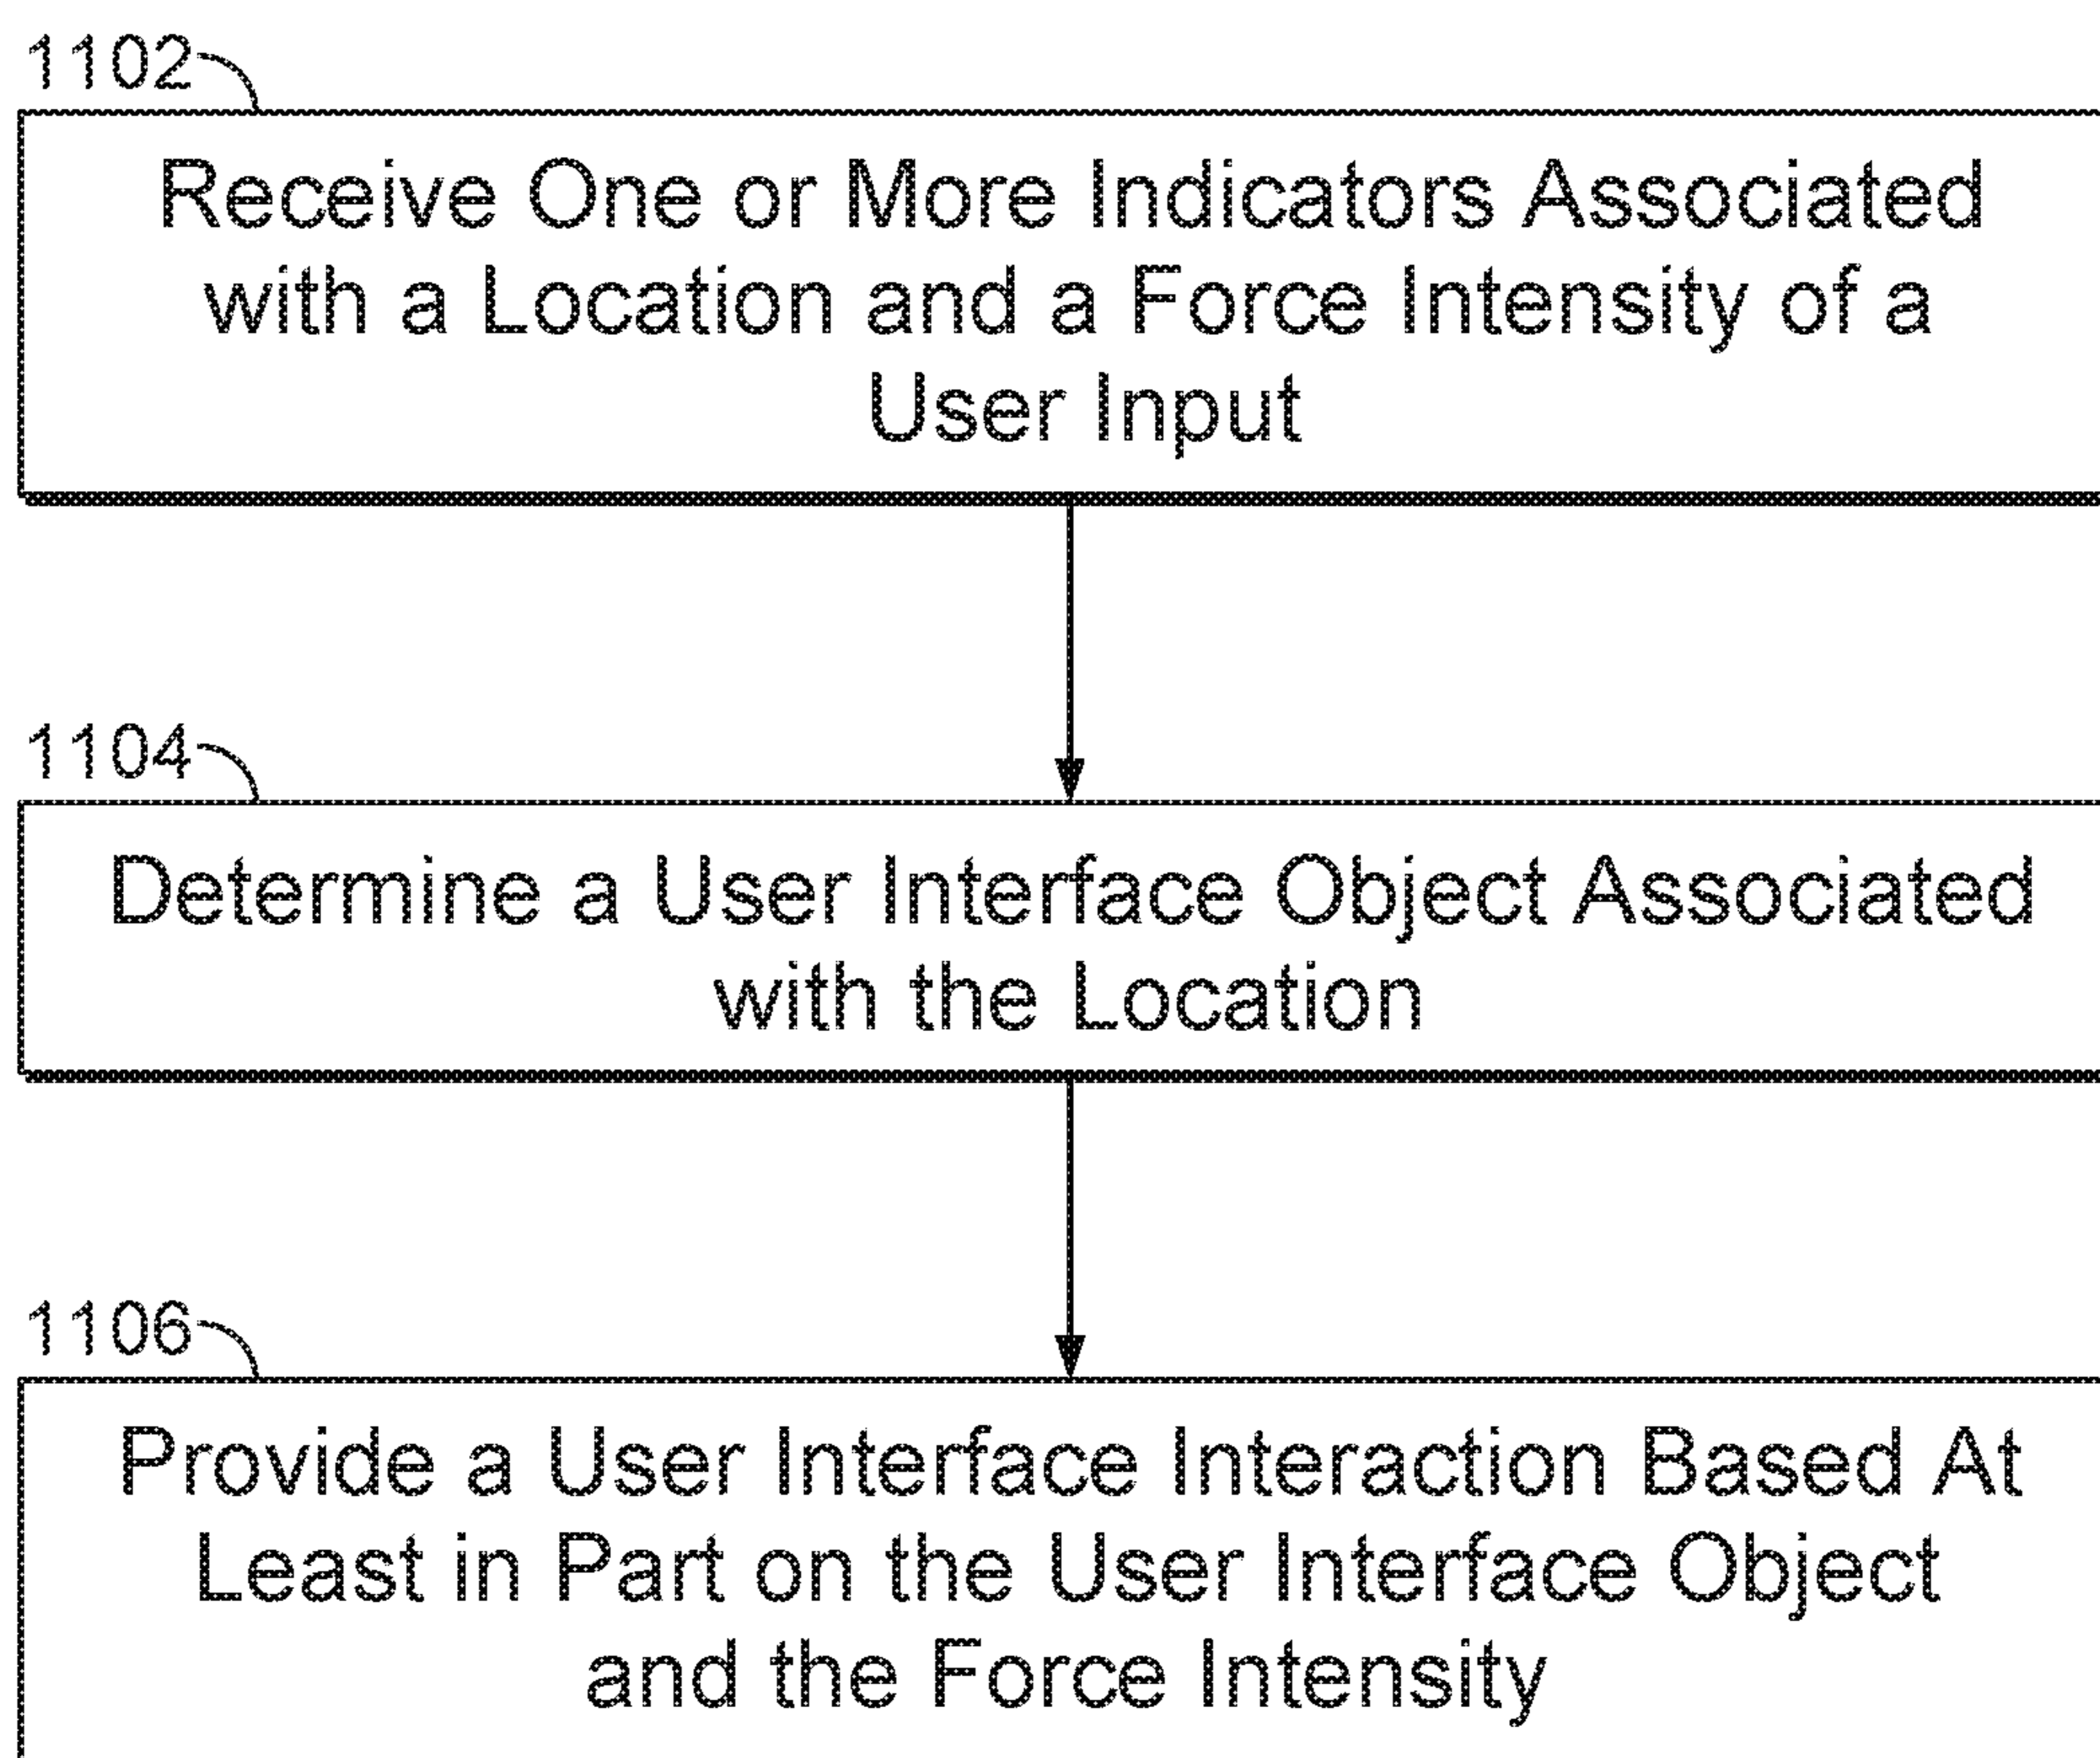 1102
Receive One or More Indicators Associated
with a Location and a Force Intensity of a
User Input
1104
Determine a User Interface Object Associated
with the Location
1106
Provide a User Interface Interaction Based At
Least in Part on the User Interface Object
and the Force Intensity